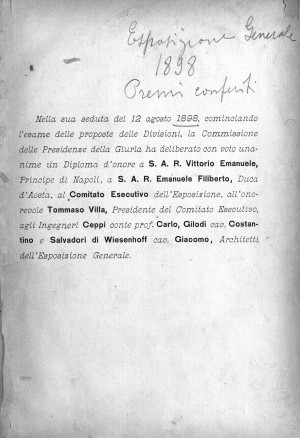 Esposizione Generale
1898
Premi conferiti
Nella sua seduta del 12 agosto 1898, cominciando
l'esame delle proposte delle Divisioni, la Commissione
delle Presidenze della Giuria ha deliberato con voto una-
nime un Diploma d'onore a S. A. R. Vittorio Emanuele,
Principe di Napoli, a S. A. R. Emanuele Filiberto, Duca
d'Aosta, al Comitato Esecutivo dell'Esposizione, all'ono-
revole Tommaso Villa, Presidente del Comitato Esecutivo,
agli Ingegneri Ceppi conte prof. Carlo, Gilodi cav. Costan-
tino e Salvadori di Wiesenhoff cav. Giacomo, Architetti
dell'Esposizione Generale.